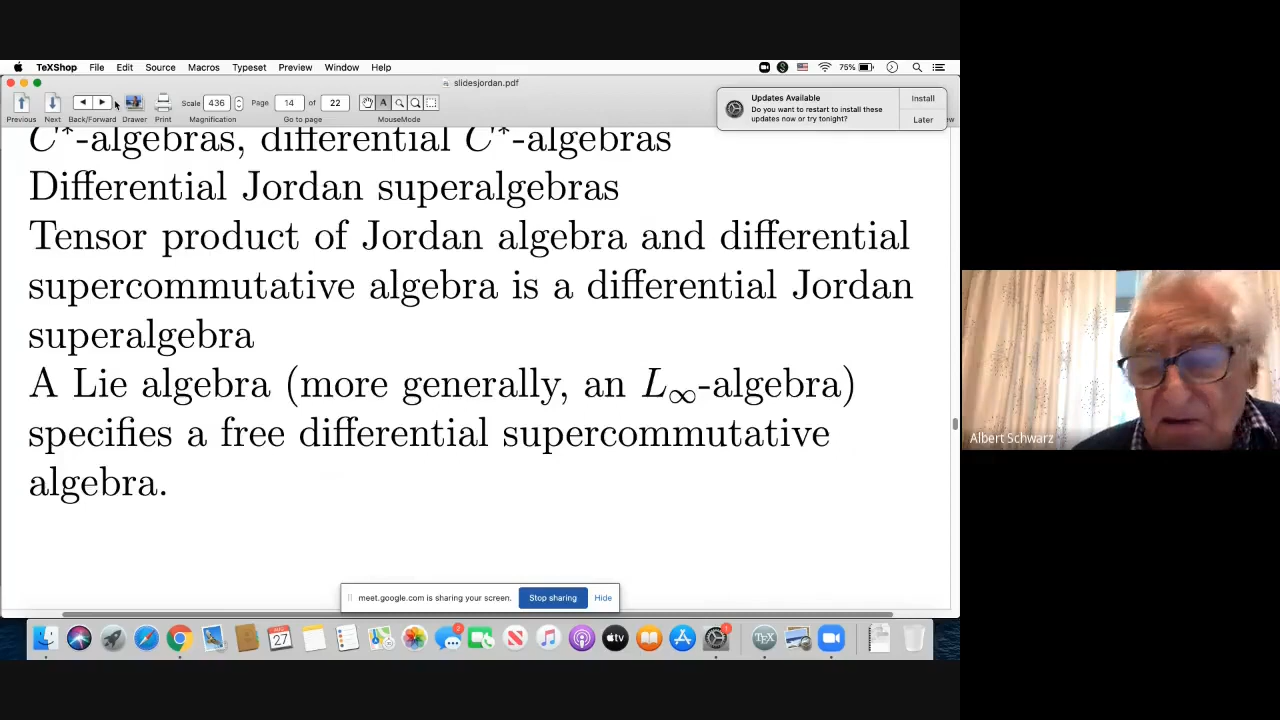 TeXShop File Edit Source Macros Typeset Preview Window Help 75%
slidesjordan.pdf
Scale 436 Page 14 of 22
Previous Next Back/Forward Drawer Print Magnification Go to page MouseMode
Updates Available Install
Do you want to restart to install these
updates now or try tonight? Later
C*-algebras, differential C*-algebras
Differential Jordan superalgebras
Tensor product of Jordan algebra and differential
supercommutative algebra is a differential Jordan
superalgebra
A Lie algebra (more generally, an L∞-algebra)
specifies a free differential supercommutative
algebra.
Albert Schwarz
meet.google.com is sharing your screen. Stop sharing Hide
27
tv
TEX